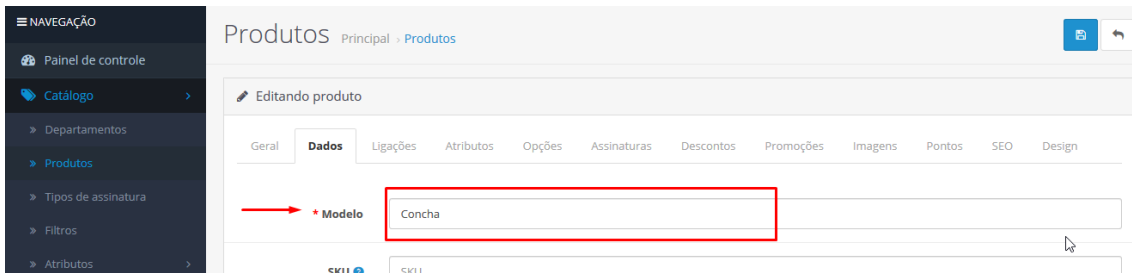 NAVEGAÇÃO
Painel de controle
Catálogo
Departamentos
Produtos
Tipos de assinatura
Filtros
Atributos
Produtos Principal › Produtos
Editando produto
Geral Dados Ligações Atributos Opções Assinaturas Descontos Promoções Imagens Pontos SEO Design
* Modelo Concha
SKU ? SKU